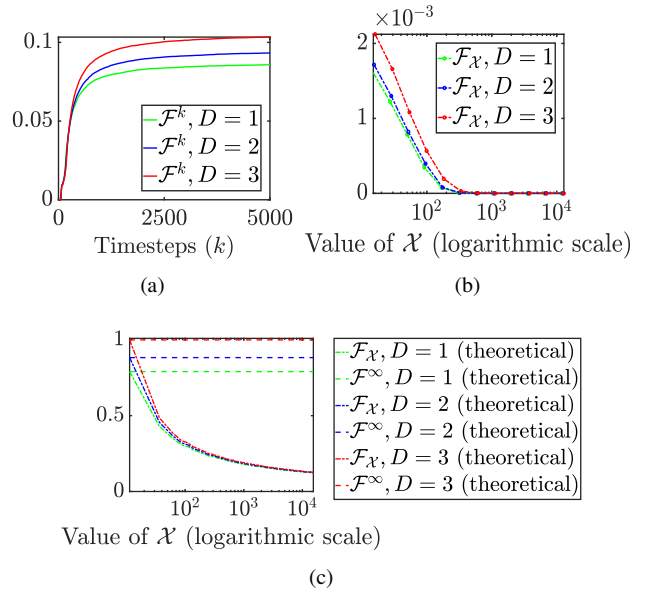 0.1
0.05
0
0 2500 5000
Timesteps (k)
ℱ^k, D = 1
ℱ^k, D = 2
ℱ^k, D = 3
(a)
×10^-3
2
1
0
10^2 10^3 10^4
Value of 𝒳 (logarithmic scale)
ℱ_𝒳, D = 1
ℱ_𝒳, D = 2
ℱ_𝒳, D = 3
(b)
1
0.5
0
10^2 10^3 10^4
Value of 𝒳 (logarithmic scale)
ℱ_𝒳, D = 1 (theoretical)
ℱ^∞, D = 1 (theoretical)
ℱ_𝒳, D = 2 (theoretical)
ℱ^∞, D = 2 (theoretical)
ℱ_𝒳, D = 3 (theoretical)
ℱ^∞, D = 3 (theoretical)
(c)